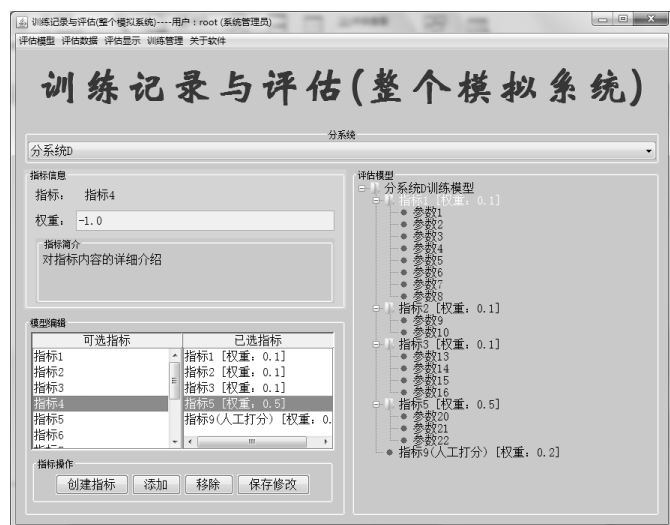 训练记录与评估(整个模拟系统)----用户：root (系统管理员)
评估模型 评估数据 评估显示 训练管理 关于软件
训练记录与评估(整个模拟系统)
分系统
分系统D
指标信息
指标： 指标4
权重： -1.0
指标简介
对指标内容的详细介绍
模型编辑
可选指标
指标1
指标2
指标3
指标4
指标5
指标6
已选指标
指标1 [权重：0.1]
指标2 [权重：0.1]
指标3 [权重：0.1]
指标5 [权重：0.5]
指标9(人工打分) [权重：0.
指标操作
创建指标 添加 移除 保存修改
评估模型
分系统D训练模型
指标1 [权重：0.1]
参数1
参数2
参数3
参数4
参数5
参数6
参数7
参数8
指标2 [权重：0.1]
参数9
参数10
指标3 [权重：0.1]
参数13
参数14
参数15
参数16
指标5 [权重：0.5]
参数20
参数21
参数22
指标9(人工打分) [权重：0.2]